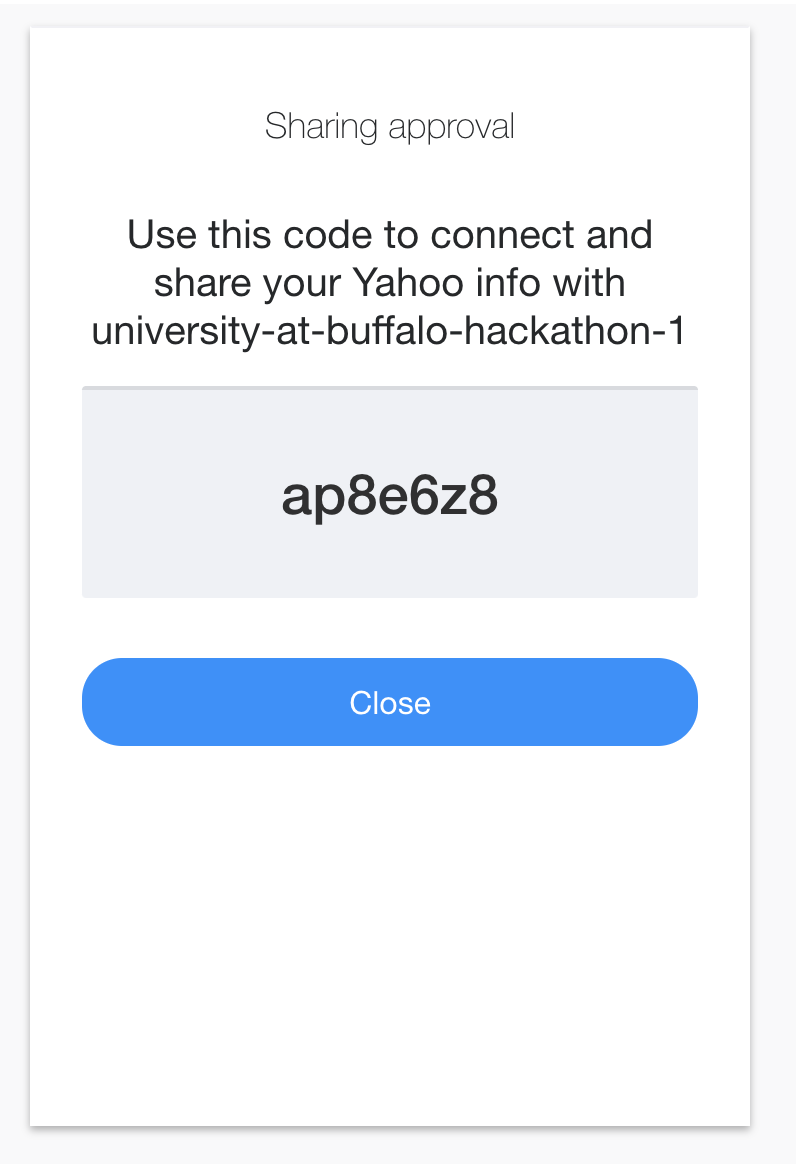 Sharing approval
Use this code to connect and
share your Yahoo info with
university-at-buffalo-hackathon-1
ap8e6z8
Close